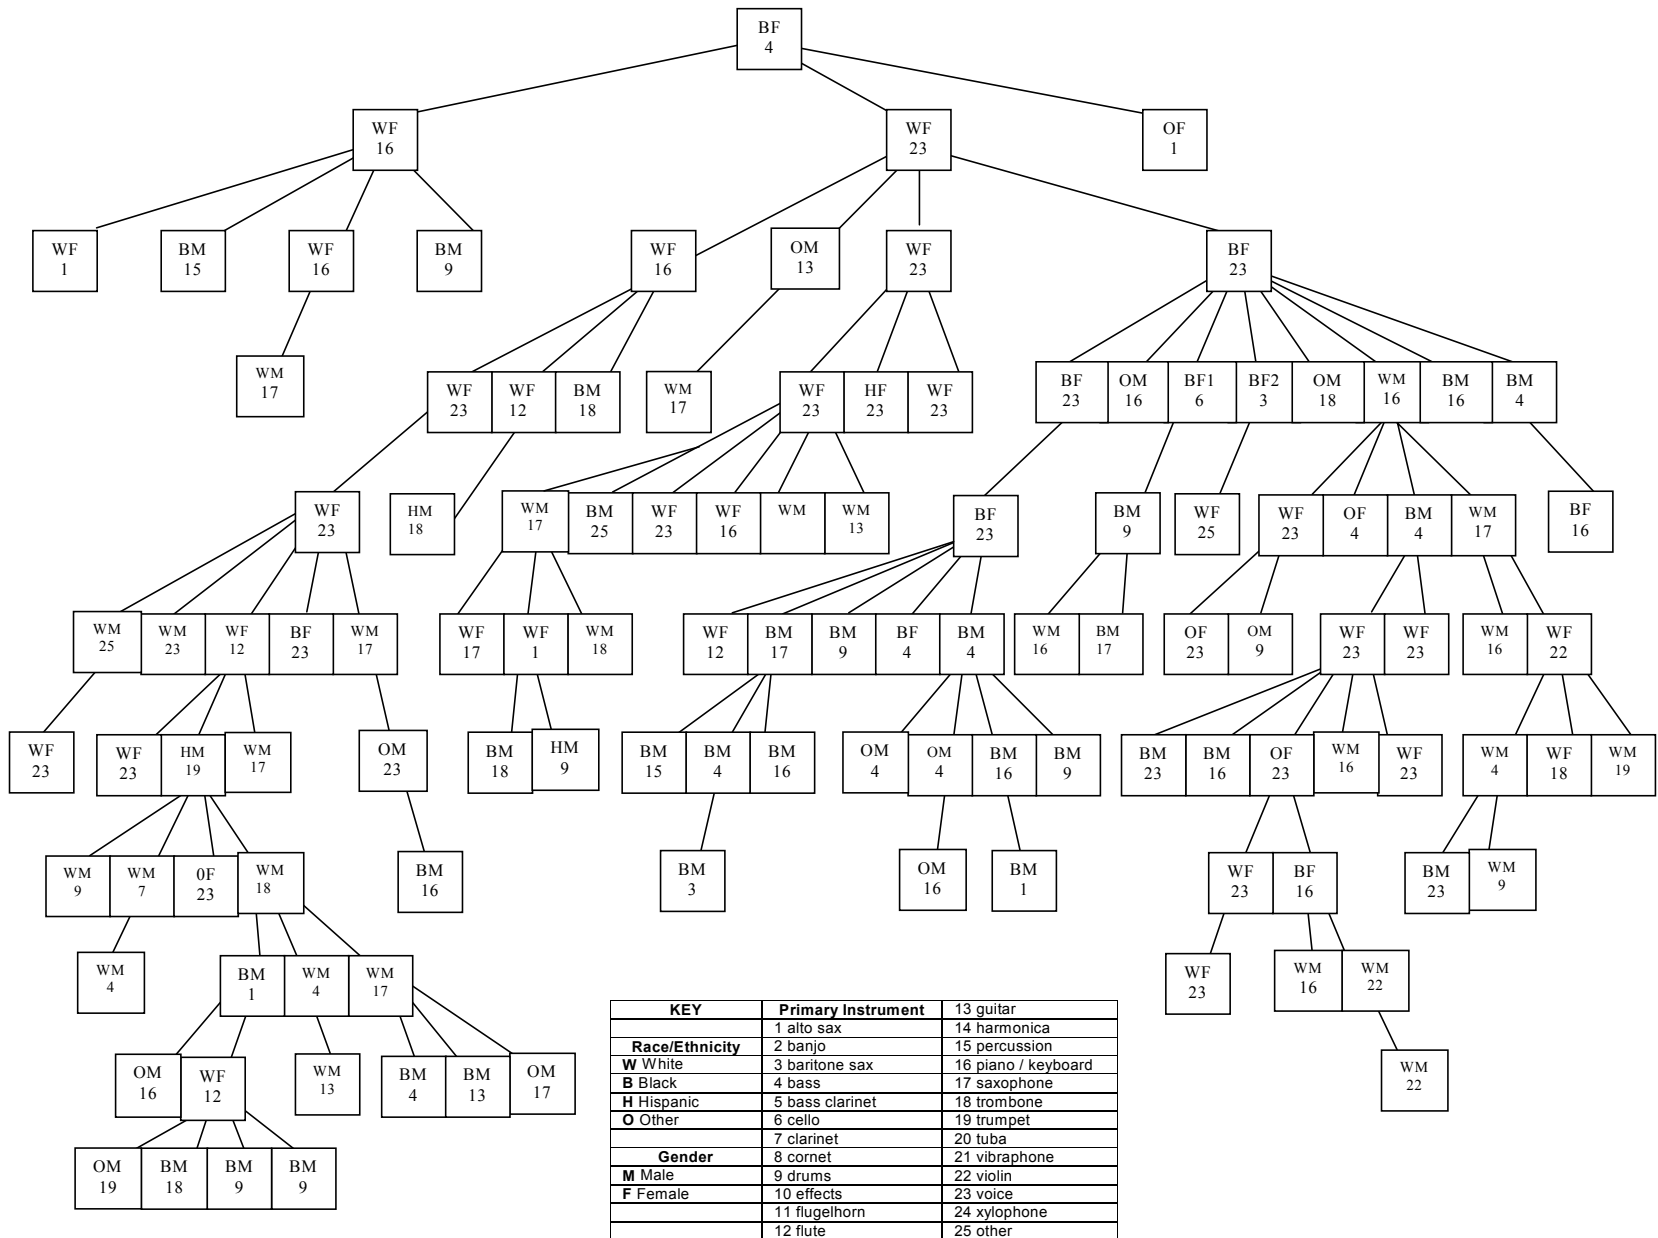 BF
4
WF
16
WF
23
OF
1
WF
1
BM
15
WF
16
BM
9
WF
16
OM
13
WF
23
BF
23
WM
17
WF
23
WF
12
BM
18
WM
17
WF
23
HF
23
WF
23
BF
23
OM
16
BF1
6
BF2
3
OM
18
WM
16
BM
16
BM
4
WF
23
HM
18
WM
17
BM
25
WF
23
WF
16
WM
WM
13
BF
23
BM
9
WF
25
WF
23
OF
4
BM
4
WM
17
BF
16
WM
25
WM
23
WF
12
BF
23
WM
17
WF
17
WF
1
WM
18
WF
12
BM
17
BM
9
BF
4
BM
4
WM
16
BM
17
OF
23
OM
9
WF
23
WF
23
WM
16
WF
22
WF
23
WF
23
HM
19
WM
17
OM
23
BM
18
HM
9
BM
15
BM
4
BM
16
OM
4
OM
4
BM
16
BM
9
BM
23
BM
16
OF
23
WM
16
WF
23
WM
4
WF
18
WM
19
WM
9
WM
7
0F
23
WM
18
BM
16
BM
3
OM
16
BM
1
WF
23
BF
16
BM
23
WM
9
WM
4
BM
1
WM
4
WM
17
WF
23
WM
16
WM
22
OM
16
WF
12
WM
13
BM
4
BM
13
OM
17
WM
22
OM
19
BM
18
BM
9
BM
9
KEY Primary Instrument 13 guitar
1 alto sax 14 harmonica
Race/Ethnicity 2 banjo 15 percussion
W White 3 baritone sax 16 piano / keyboard
B Black 4 bass 17 saxophone
H Hispanic 5 bass clarinet 18 trombone
O Other 6 cello 19 trumpet
7 clarinet 20 tuba
Gender 8 cornet 21 vibraphone
M Male 9 drums 22 violin
F Female 10 effects 23 voice
11 flugelhorn 24 xylophone
12 flute 25 other